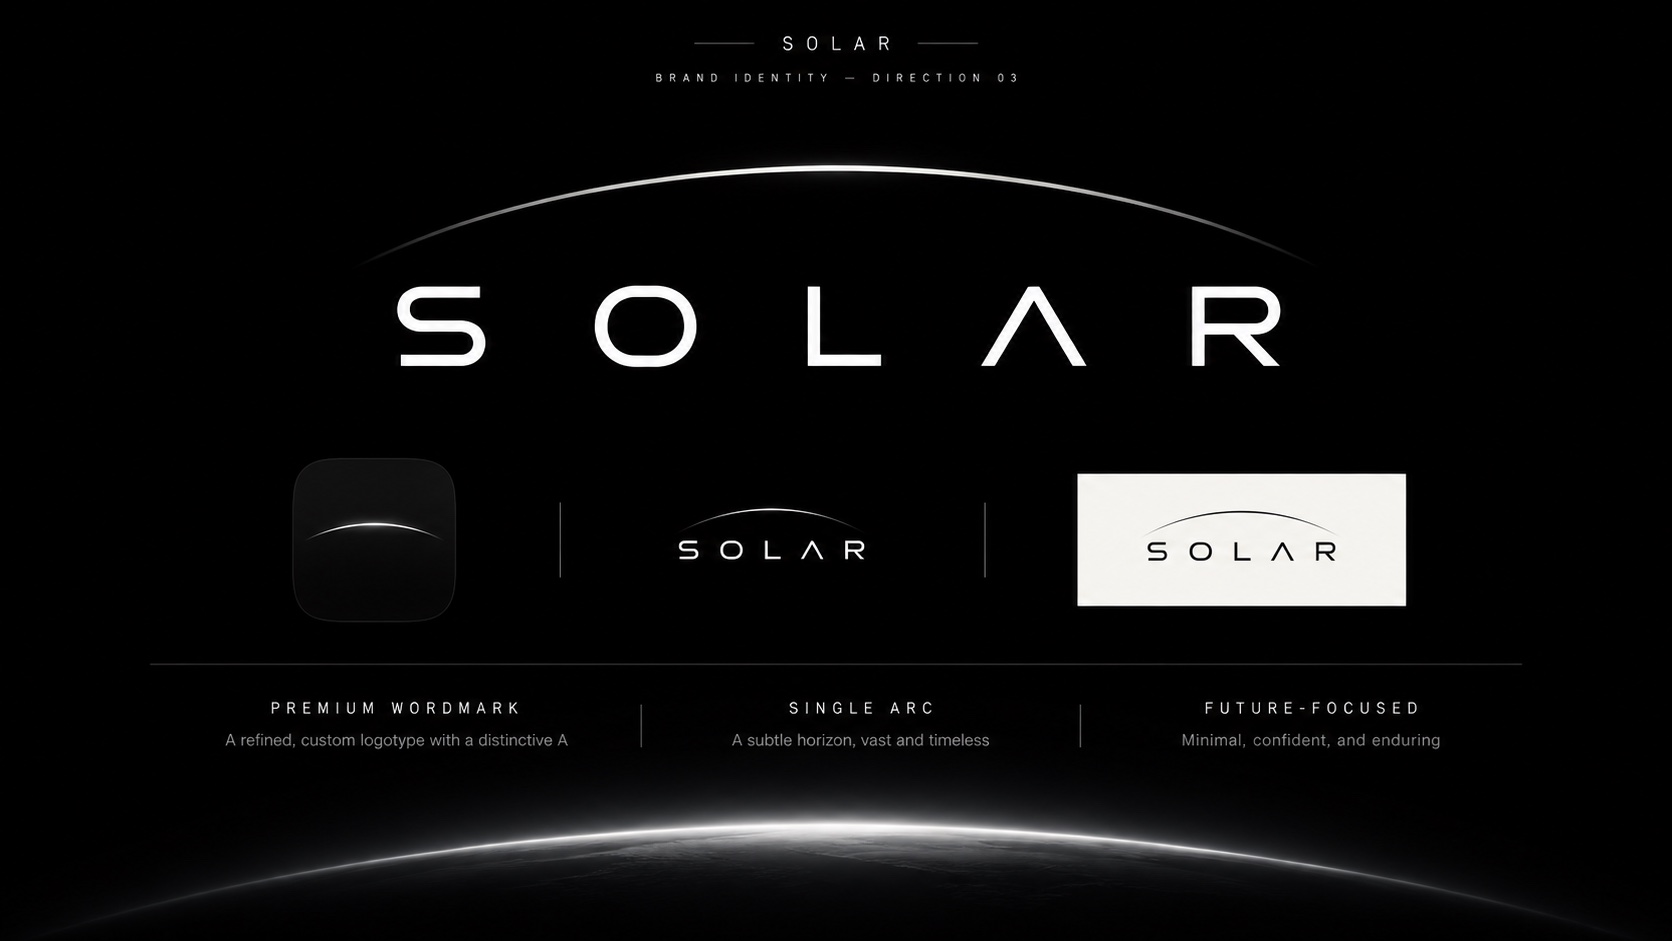 SOLAR
BRAND IDENTITY — DIRECTION 03
SOLAR
SOLAR
SOLAR
PREMIUM WORDMARK
A refined, custom logotype with a distinctive A
SINGLE ARC
A subtle horizon, vast and timeless
FUTURE-FOCUSED
Minimal, confident, and enduring